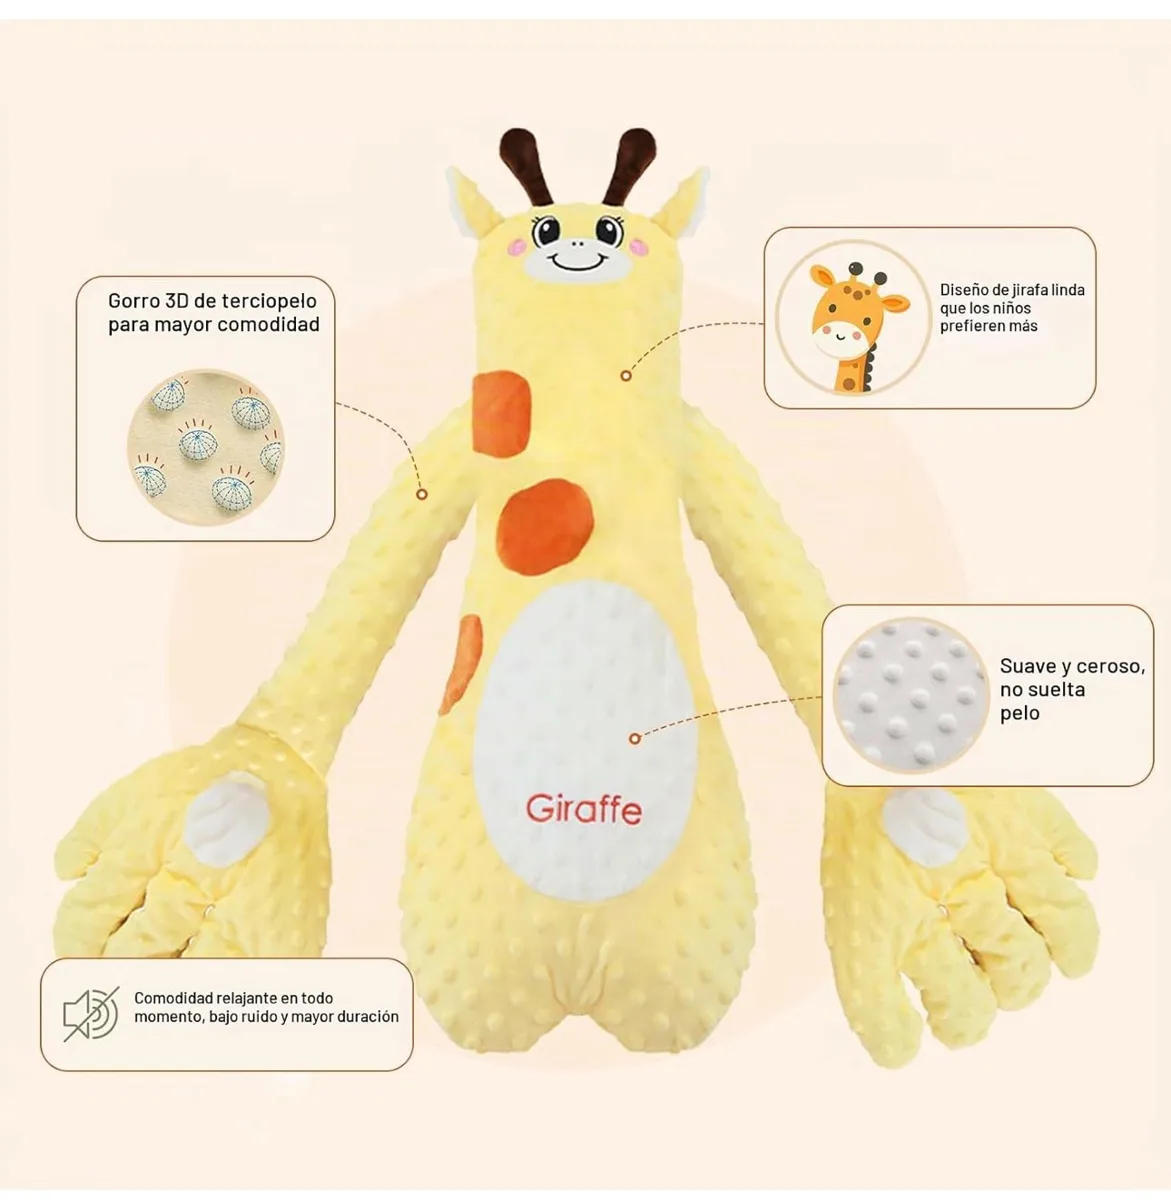 Gorro 3D de terciopelo
para mayor comodidad
Diseño de jirafa linda
que los niños
prefieren más
Suave y ceroso,
no suelta
pelo
Giraffe
Comodidad relajante en todo
momento, bajo ruido y mayor duración